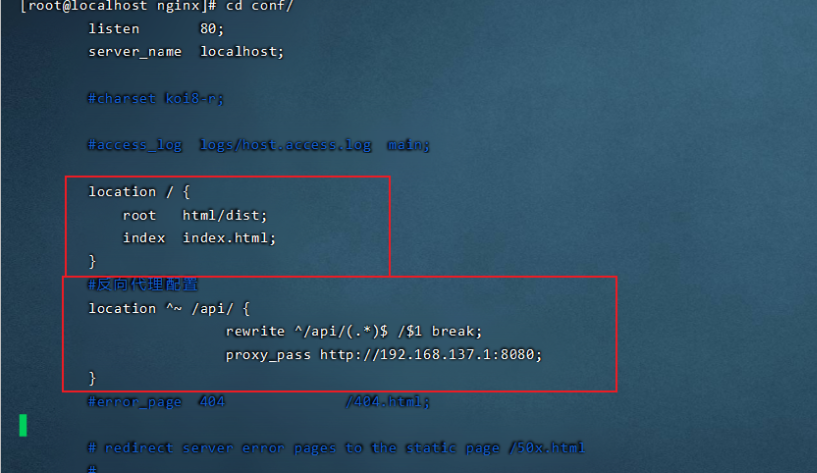 [root@localhost nginx]# cd conf/
listen       80;
server_name  localhost;
#charset koi8-r;
#access_log  logs/host.access.log  main;
location / {
root   html/dist;
index  index.html;
}
#反向代理配置
location ^~ /api/ {
rewrite ^/api/(.*)$ /$1 break;
proxy_pass http://192.168.137.1:8080;
}
#error_page  404              /404.html;
# redirect server error pages to the static page /50x.html
#